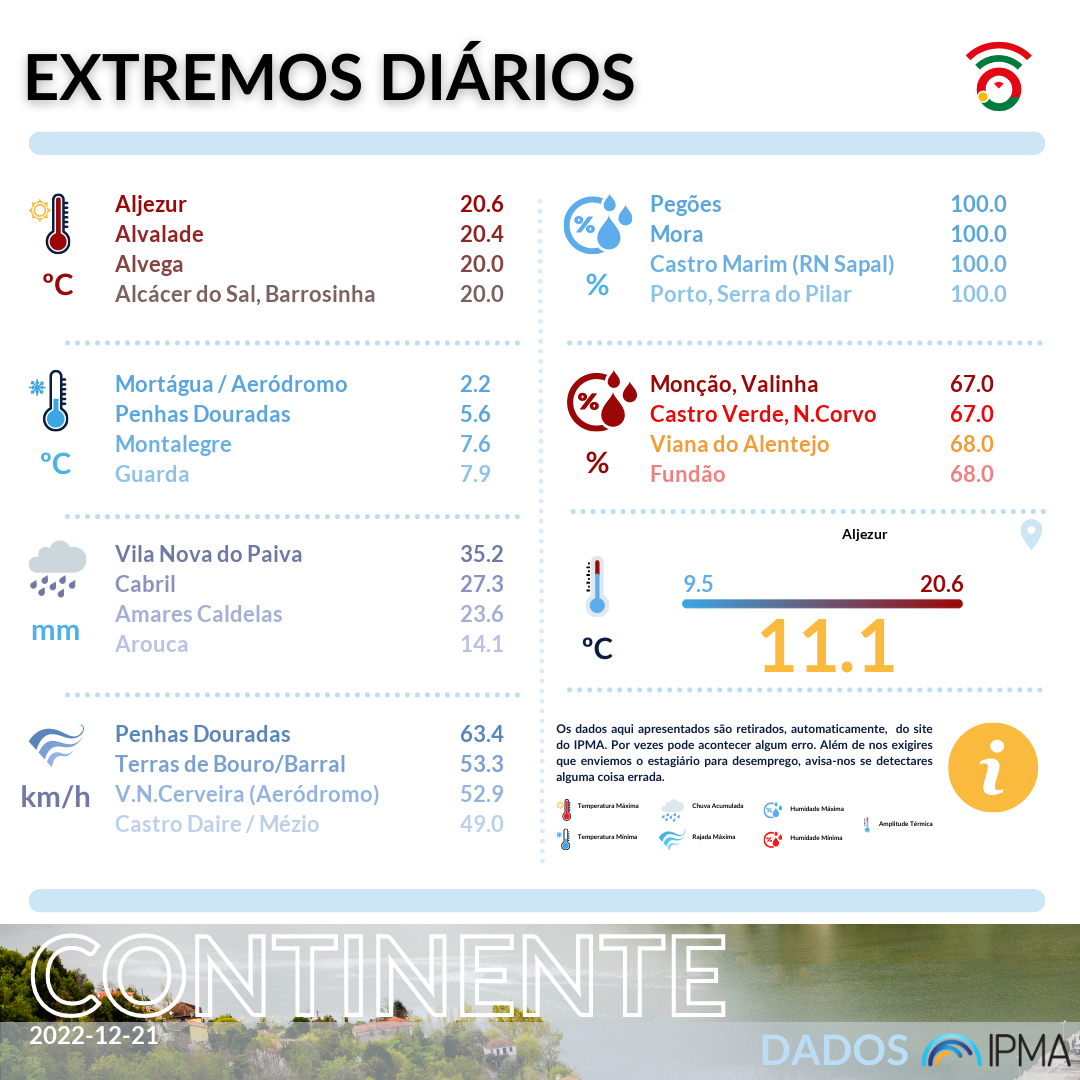 EXTREMOS DIÁRIOS
Aljezur 20.6
Alvalade 20.4
Alvega 20.0
Alcácer do Sal, Barrosinha 20.0
ºC
Mortágua / Aeródromo 2.2
Penhas Douradas 5.6
Montalegre 7.6
Guarda 7.9
ºC
Vila Nova do Paiva 35.2
Cabril 27.3
Amares Caldelas 23.6
Arouca 14.1
mm
Penhas Douradas 63.4
Terras de Bouro/Barral 53.3
V.N.Cerveira (Aeródromo) 52.9
Castro Daire / Mézio 49.0
km/h
%
Pegões 100.0
Mora 100.0
Castro Marim (RN Sapal) 100.0
Porto, Serra do Pilar 100.0
%
%
Monção, Valinha 67.0
Castro Verde, N.Corvo 67.0
Viana do Alentejo 68.0
Fundão 68.0
%
Aljezur
9.5 20.6
11.1
ºC
Os dados aqui apresentados são retirados, automaticamente, do site
do IPMA. Por vezes pode acontecer algum erro. Além de nos exigires
que enviemos o estagiário para desemprego, avisa-nos se detectares
alguma coisa errada.
i
Temperatura Máxima Chuva Acumulada Humidade Máxima
Amplitude Térmica
Temperatura Mínima Rajada Máxima Humidade Mínima
CONTINENTE
2022-12-21
DADOS IPMA